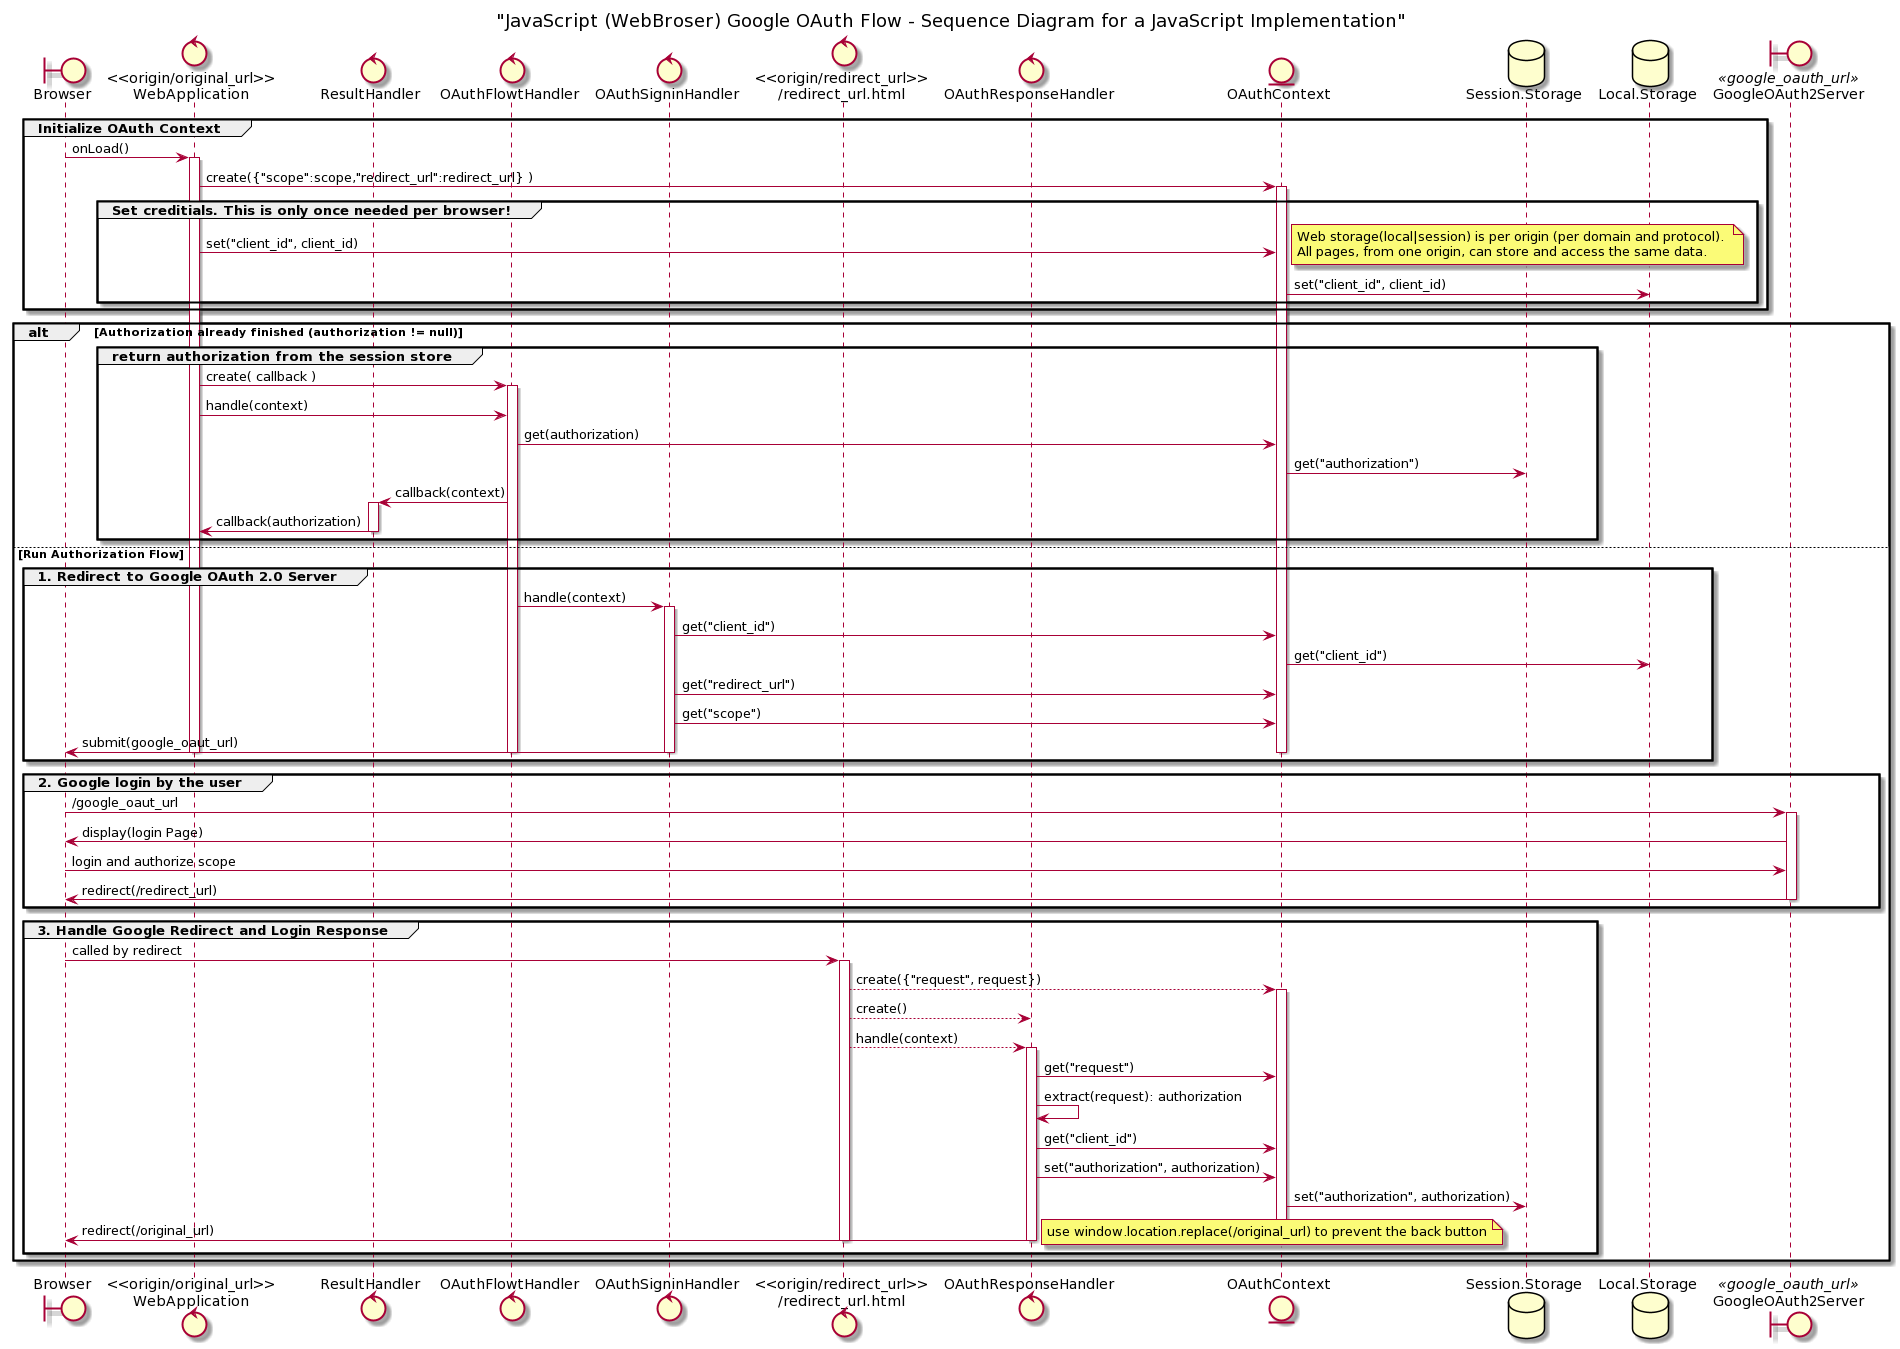 "JavaScript (WebBroser) Google OAuth Flow - Sequence Diagram for a JavaScript Implementation"
<<origin/original_url>>
<<origin/redirect_url>>
«google_oauth_url»
Browser
WebApplication
ResultHandler
OAuthFlowtHandler
OAuthSigninHandler
/redirect_url.html
OAuthResponseHandler
OAuthContext
Session.Storage
Local.Storage
GoogleOAuth2Server
Initialize OAuth Context
onLoad()
create({"scope":scope,"redirect_url":redirect_url} )
Set creditials. This is only once needed per browser!
set("client_id", client_id)
Web storage(local|session) is per origin (per domain and protocol).
All pages, from one origin, can store and access the same data.
set("client_id", client_id)
alt
[Authorization already finished (authorization != null)]
return authorization from the session store
create( callback )
handle(context)
get(authorization)
get("authorization")
callback(context)
callback(authorization)
[Run Authorization Flow]
1. Redirect to Google OAuth 2.0 Server
handle(context)
get("client_id")
get("client_id")
get("redirect_url")
get("scope")
submit(google_oaut_url)
2. Google login by the user
/google_oaut_url
display(login Page)
login and authorize scope
redirect(/redirect_url)
3. Handle Google Redirect and Login Response
called by redirect
create({"request", request})
create()
handle(context)
get("request")
extract(request): authorization
get("client_id")
set("authorization", authorization)
set("authorization", authorization)
redirect(/original_url)
use window.location.replace(/original_url) to prevent the back button
Browser
<<origin/original_url>>
WebApplication
ResultHandler
OAuthFlowtHandler
OAuthSigninHandler
<<origin/redirect_url>>
/redirect_url.html
OAuthResponseHandler
OAuthContext
Session.Storage
Local.Storage
«google_oauth_url»
GoogleOAuth2Server